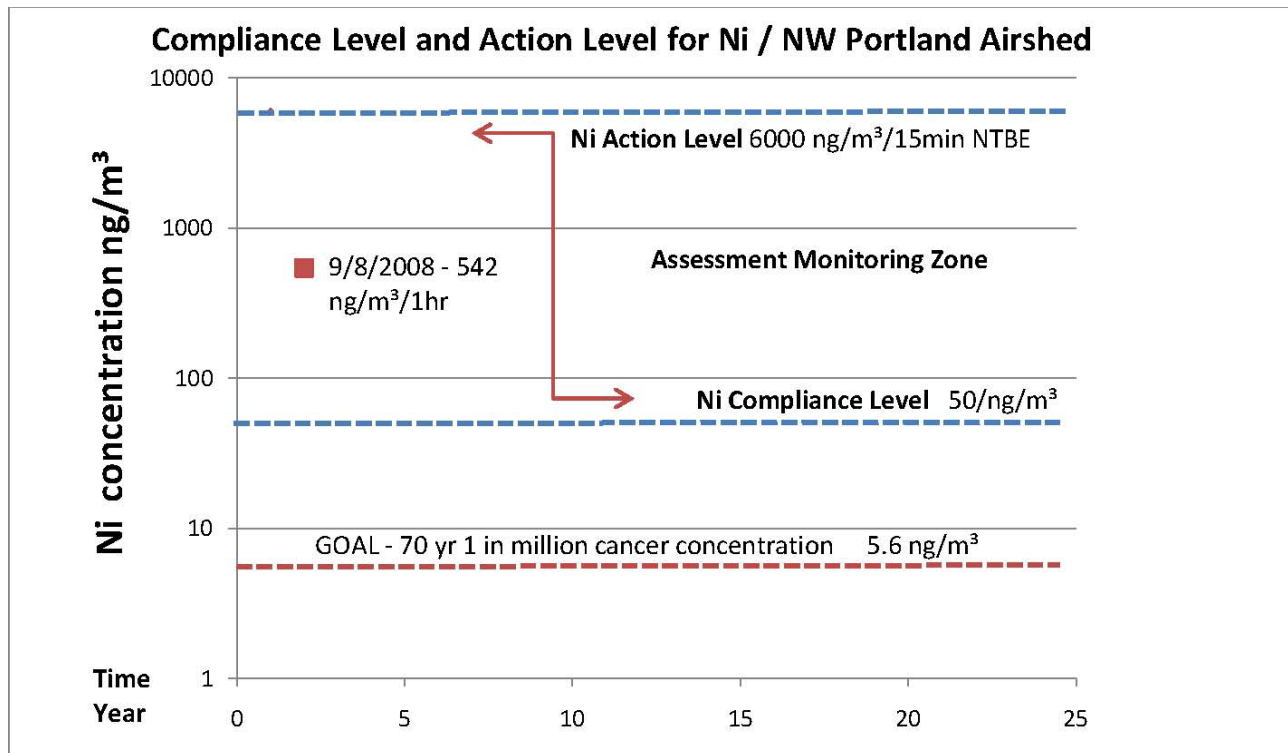 Compliance Level and Action Level for Ni / NW Portland Airshed
Ni concentration ng/m³
10000
Ni Action Level 6000 ng/m³/15min NTBE
1000
9/8/2008 - 542
ng/m³/1hr
Assessment Monitoring Zone
100
Ni Compliance Level 50/ng/m³
10
GOAL - 70 yr 1 in million cancer concentration 5.6 ng/m³
1
Time
Year
0 5 10 15 20 25